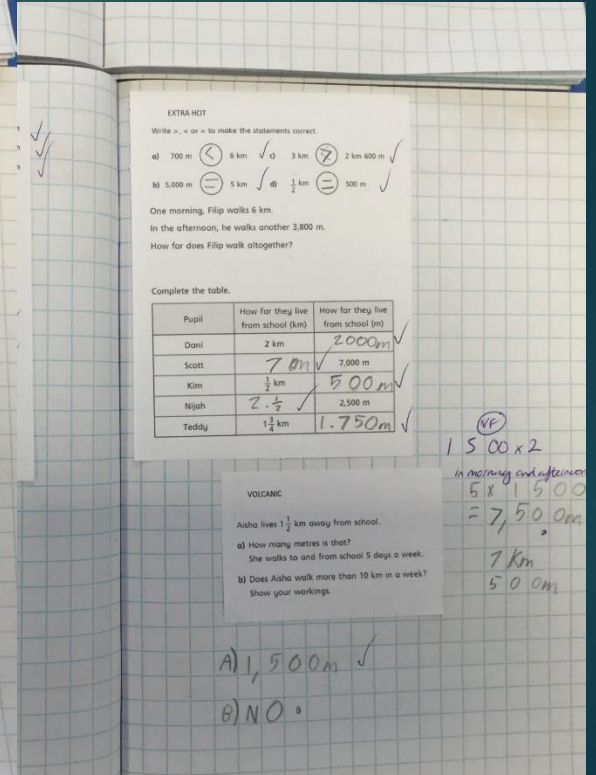 EXTRA HOT
Write >, < or = to make the statements correct.
a) 700 m < 6 km c) 3 km > 2 km 600 m
b) 5,000 m = 5 km d) 1/2 km = 500 m
One morning, Filip walks 6 km.
In the afternoon, he walks another 3,800 m.
How far does Filip walk altogether?
Complete the table.
Pupil How far they live from school (km) How far they live from school (m)
Dani 2 km 2000m
Scott 7 m 7,000 m
Kim 1/2 km 500m
Nijah 2.1/2 2,500 m
Teddy 1 3/4 km 1.750m
VF
1500 x 2
in morning and afternoon
5 x 1500
= 7,500m
7 Km
500m
VOLCANIC
Aisha lives 1 1/2 km away from school.
a) How many metres is that?
She walks to and from school 5 days a week.
b) Does Aisha walk more than 10 km in a week?
Show your workings.
A) 1,500m
B) NO